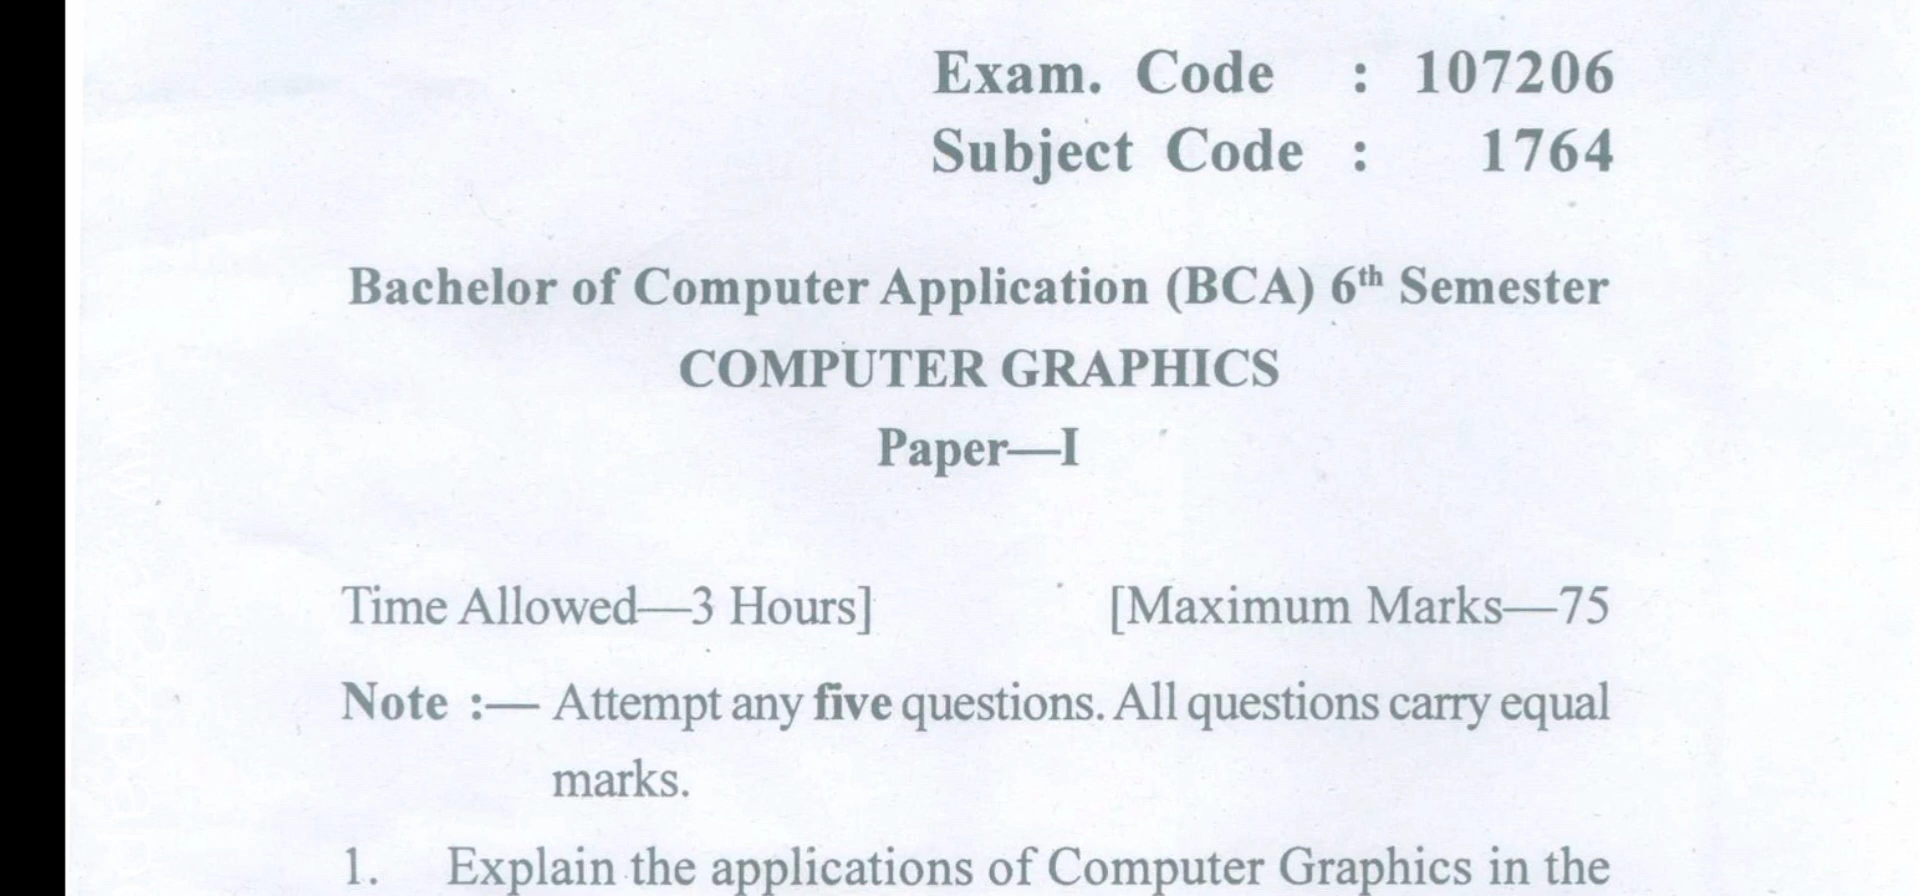 Exam. Code : 107206
Subject Code : 1764
Bachelor of Computer Application (BCA) 6th Semester
COMPUTER GRAPHICS
Paper—I
Time Allowed—3 Hours] [Maximum Marks—75
Note :— Attempt any five questions. All questions carry equal
marks.
1. Explain the applications of Computer Graphics in the